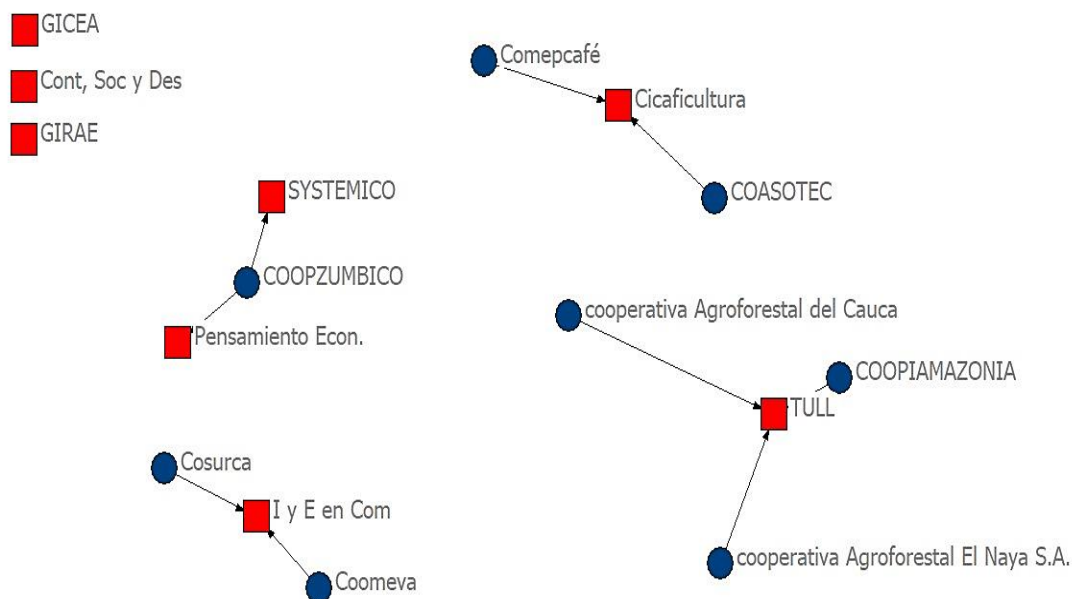 GICEA
Comepcafé
Cont, Soc y Des
Cicaficultura
GIRAE
SYSTEMICO
COASOTEC
COOPZUMBICO
cooperativa Agroforestal del Cauca
Pensamiento Econ.
COOPIAMAZONIA
TULL
Cosurca
I y E en Com
cooperativa Agroforestal El Naya S.A.
Coomeva